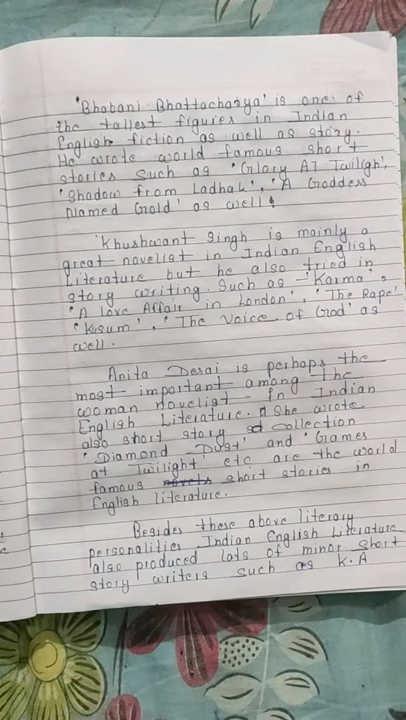 'Bhabani Bhattacharya' is one of
the tallest figures in Indian
English fiction as well as story.
He wrote world famous short
stories such as 'Glory AT Twiligh',
'Shadow from Ladhak', 'A Goddess
Named Gold' as well.
'Khushwant Singh is mainly a
great novelist in Indian English
Literature but he also tried in
story writing. Such as - 'Karma',
'A love Affair in London', 'The Rape'
'Kusum', 'The Voice of God' as
well.
Anita Desai is perhaps the
most important among the
woman novelist in Indian
English Literature. She wrote
also short story collection
'Diamond Dust' and 'Games
at Twilight' etc are the world
famous novels short stories in
English literature.
Besides these above literary
personalities Indian English Literature
also produced lots of minor short
story writers such as K.A